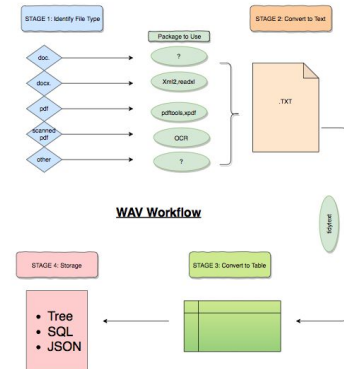 STAGE 1: Identify File Type
Package to Use
STAGE 2: Convert to Text
doc.
?
docx.
Xml2,readxl
pdf
pdftools,xpdf
.TXT
scanned
pdf
OCR
other
?
WAV Workflow
tidytext
STAGE 4: Storage
STAGE 3: Convert to Table
• Tree
• SQL
• JSON